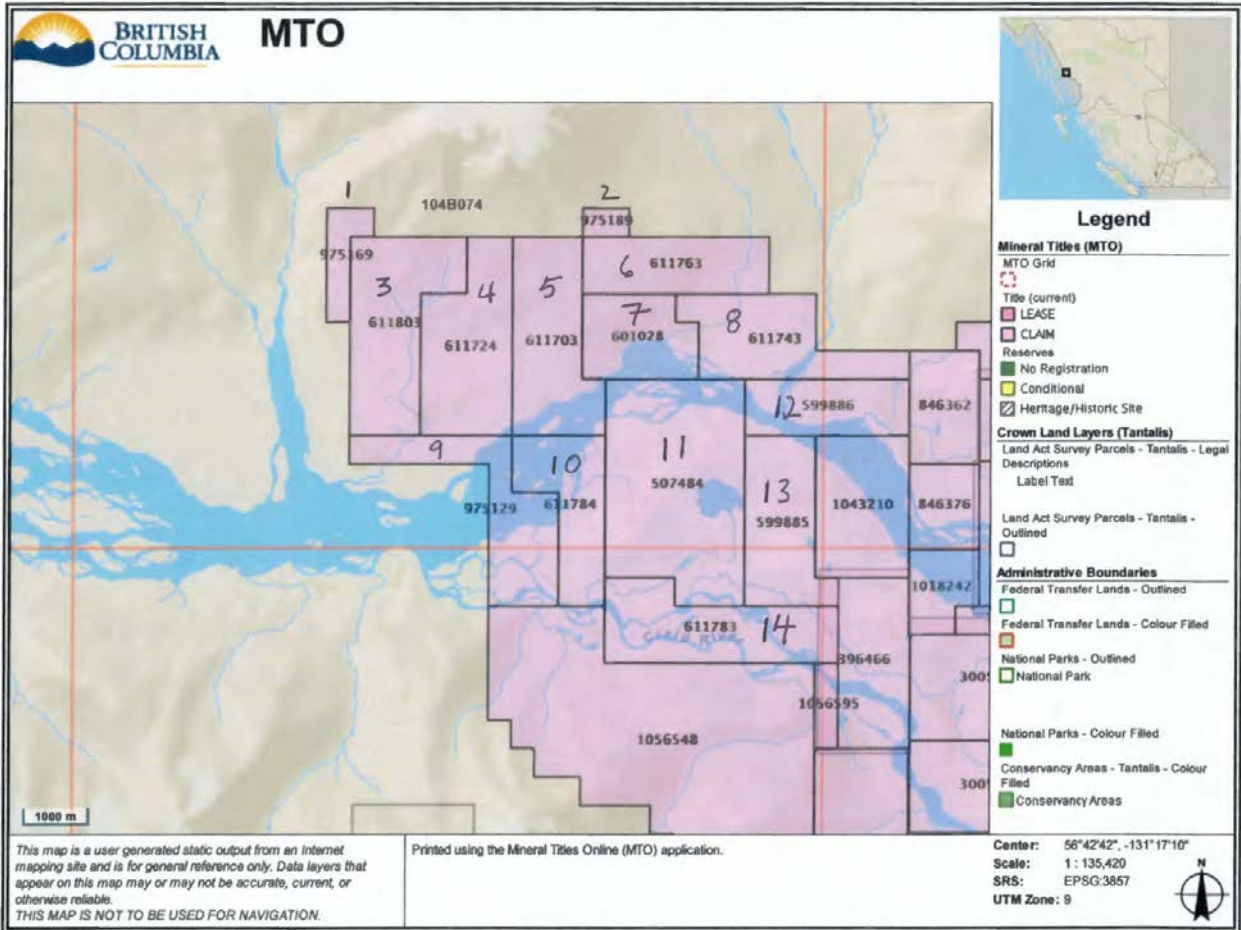 BRITISH
COLUMBIA
MTO
1
2
104B074
975189
975169
3
4
5
6
611763
611803
7
8
611724
611703
601028
611743
12
599886
846362
9
10
11
507484
13
975129
611784
599885
1043210
846376
1018242
611783
14
396466
1056595
1056548
1000 m
Legend
Mineral Titles (MTO)
MTO Grid
Title (current)
LEASE
CLAIM
Reserves
No Registration
Conditional
Heritage/Historic Site
Crown Land Layers (Tantalis)
Land Act Survey Parcels - Tantalis - Legal
Descriptions
Label Text
Land Act Survey Parcels - Tantalis -
Outlined
Administrative Boundaries
Federal Transfer Lands - Outlined
Federal Transfer Lands - Colour Filled
National Parks - Outlined
National Park
National Parks - Colour Filled
Conservancy Areas - Tantalis - Colour
Filled
Conservancy Areas
This map is a user generated static output from an Internet
mapping site and is for general reference only. Data layers that
appear on this map may or may not be accurate, current, or
otherwise reliable.
THIS MAP IS NOT TO BE USED FOR NAVIGATION.
Printed using the Mineral Titles Online (MTO) application.
Center: 56°42'42", -131°17'10"
Scale: 1 : 135,420
SRS: EPSG:3857
UTM Zone: 9
N